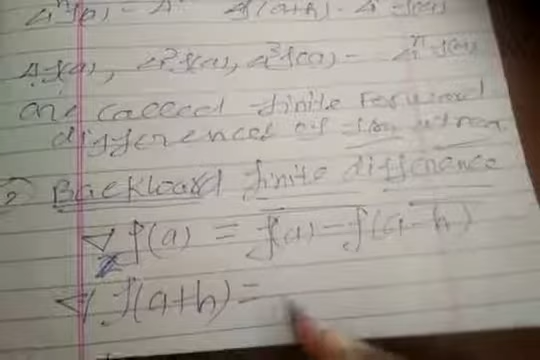 Δf(a), Δ²f(a), Δ³f(a) - Δⁿf(a)
are called finite forward
differences of
2) Backward finite difference
∇f(a) = f(a) - f(a-h)
∇f(a+h) =